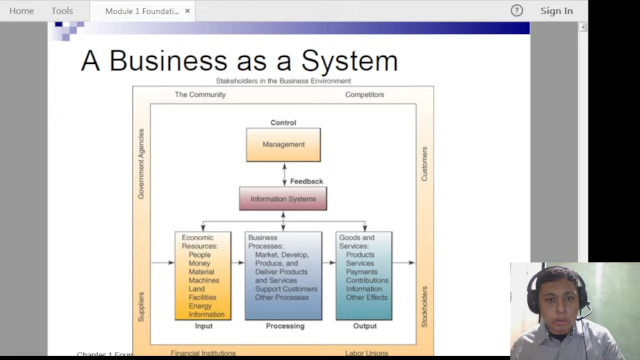 Home
Tools
Module 1 Foundati...
×
?
Sign In
A Business as a System
Stakeholders in the Business Environment
The Community
Competitors
Government Agencies
Customers
Control
Management
Feedback
Information Systems
Economic
Resources:
People
Money
Material
Machines
Land
Facilities
Energy
Information
Business
Processes:
Market, Develop,
Produce, and
Deliver Products
and Services
Support Customers
Other Processes
Goods and
Services:
Products
Services
Payments
Contributions
Information
Other Effects
Suppliers
Stockholders
Input
Processing
Output
Chapter 1 Foun
Financial Institutions
Labor Unions